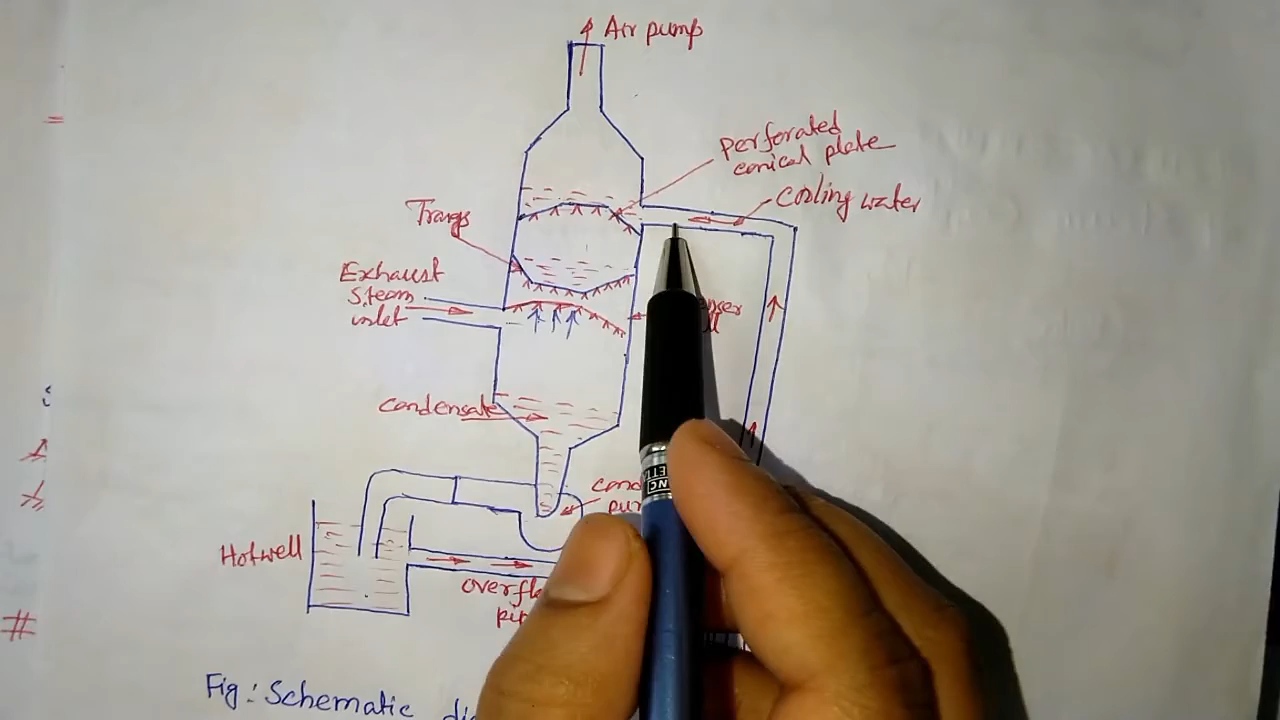 Air pump
perforated
conical plate
Cooling water
Trays
Exhaust
Steam
inlet
condensate
Hotwell
Fig: Schematic